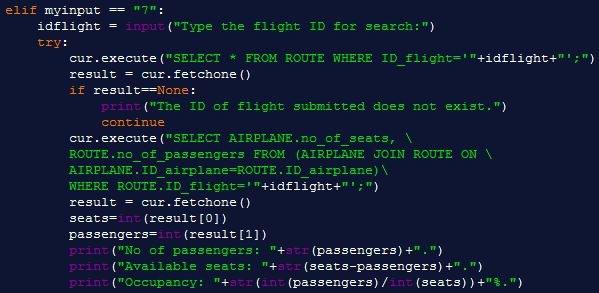 elif myinput == "7":
    idflight = input("Type the flight ID for search:")
    try:
        cur.execute("SELECT * FROM ROUTE WHERE ID_flight='"+idflight+"';")
        result = cur.fetchone()
        if result==None:
            print("The ID of flight submitted does not exist.")
            continue
        cur.execute("SELECT AIRPLANE.no_of_seats, \
        ROUTE.no_of_passengers FROM (AIRPLANE JOIN ROUTE ON \
        AIRPLANE.ID_airplane=ROUTE.ID_airplane)\
        WHERE ROUTE.ID_flight='"+idflight+"';")
        result = cur.fetchone()
        seats=int(result[0])
        passengers=int(result[1])
        print("No of passengers: "+str(passengers)+".")
        print("Available seats: "+str(seats-passengers)+".")
        print("Occupancy: "+str(int(passengers)/int(seats))+"%.")